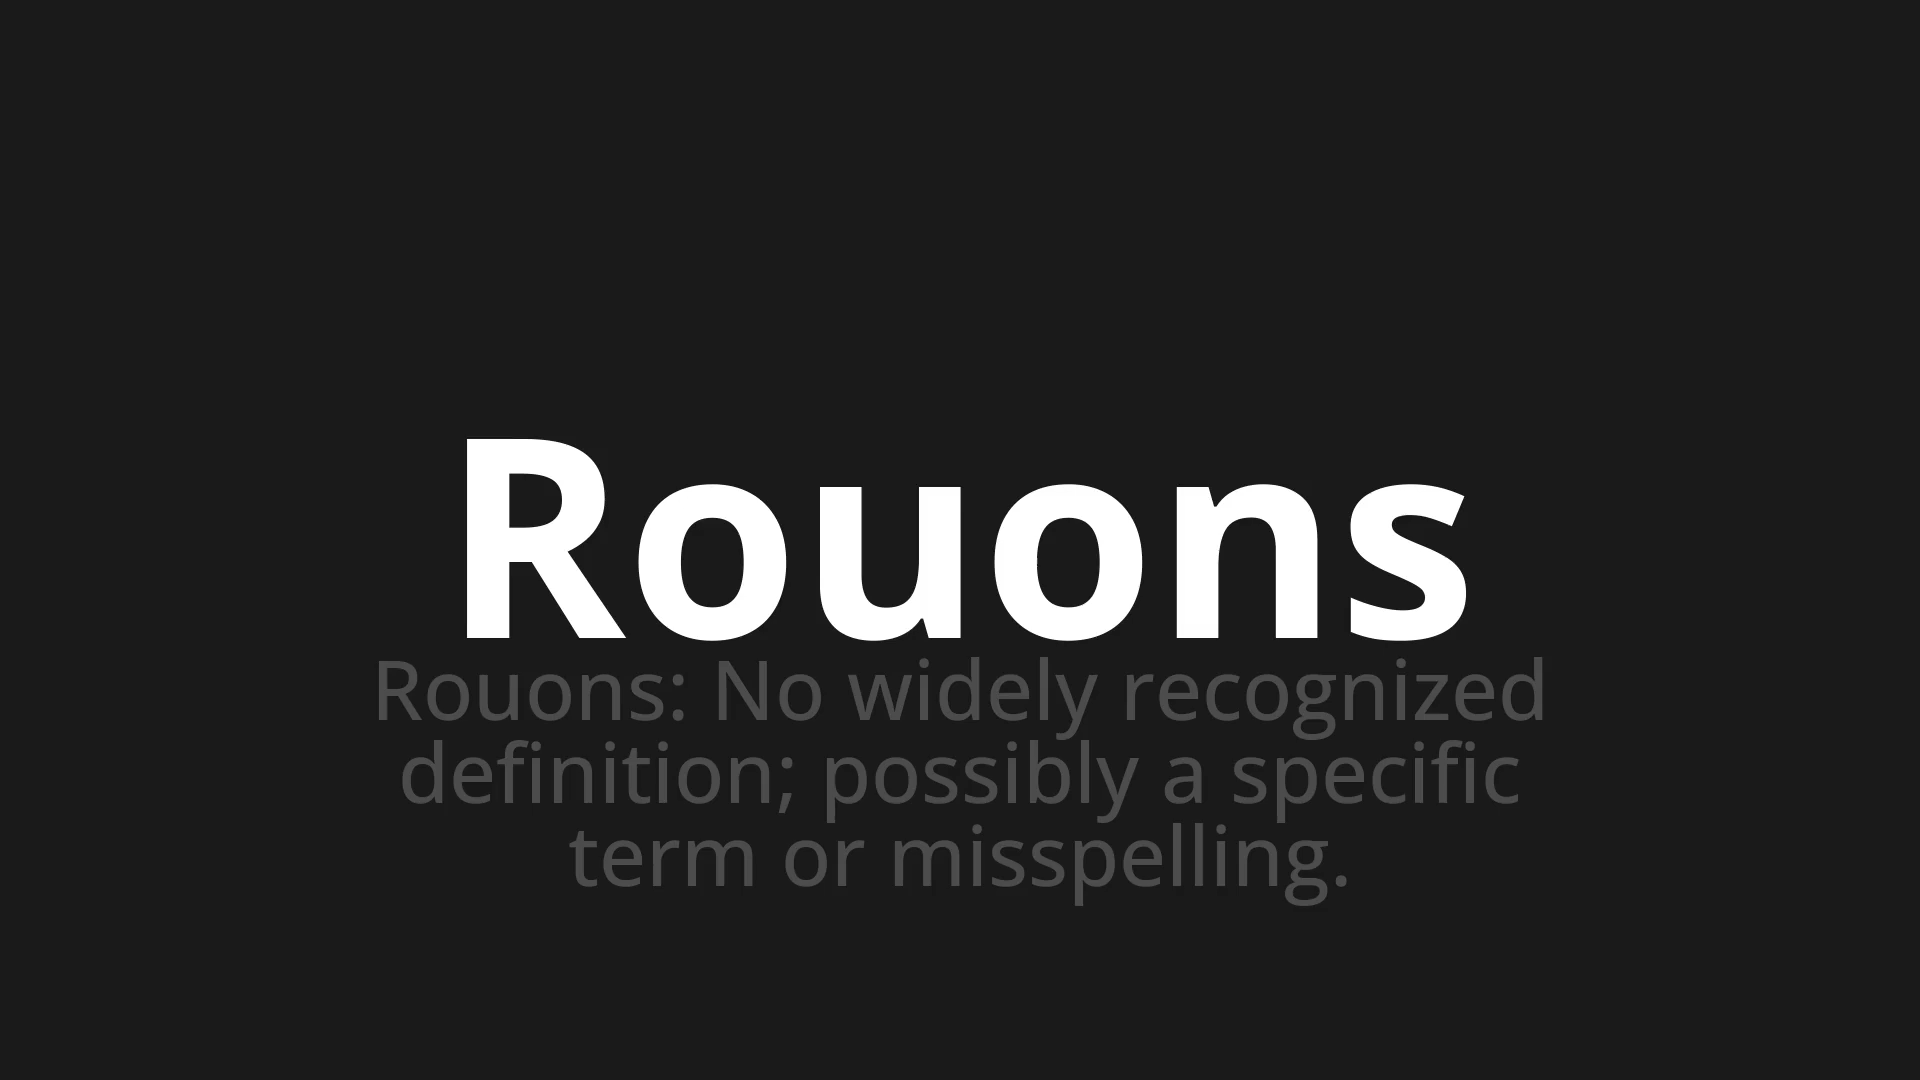 Rouons
Rouons: No widely recognized
definition; possibly a specific
term or misspelling.